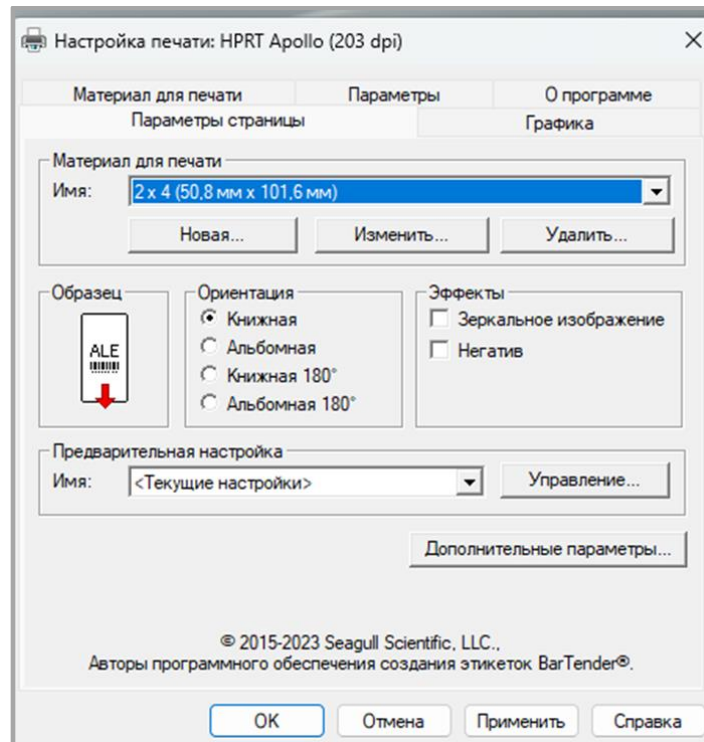 Настройка печати: HPRT Apollo (203 dpi)
Материал для печати Параметры О программе
Параметры страницы Графика
Материал для печати
Имя: 2 x 4 (50,8 мм x 101,6 мм)
Новая... Изменить... Удалить...
Образец
ALE
Ориентация
Книжная
Альбомная
Книжная 180°
Альбомная 180°
Эффекты
Зеркальное изображение
Негатив
Предварительная настройка
Имя: <Текущие настройки> Управление...
Дополнительные параметры...
© 2015-2023 Seagull Scientific, LLC.,
Авторы программного обеспечения создания этикеток BarTender®.
OK Отмена Применить Справка